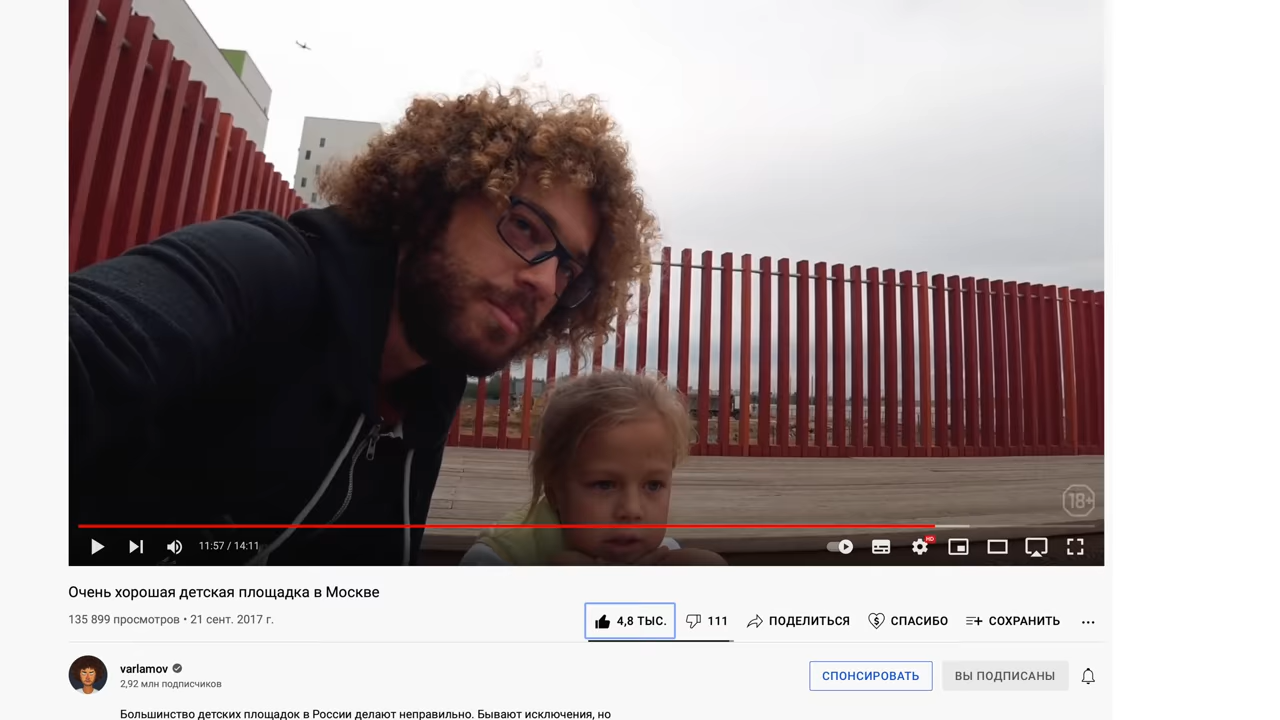 18+
HD
11:57 / 14:11
Очень хорошая детская площадка в Москве
135 899 просмотров • 21 сент. 2017 г.
4,8 ТЫС.
111
ПОДЕЛИТЬСЯ
СПАСИБО
СОХРАНИТЬ
varlamov
2,92 млн подписчиков
СПОНСИРОВАТЬ
ВЫ ПОДПИСАНЫ
Большинство детских площадок в России делают неправильно. Бывают исключения, но